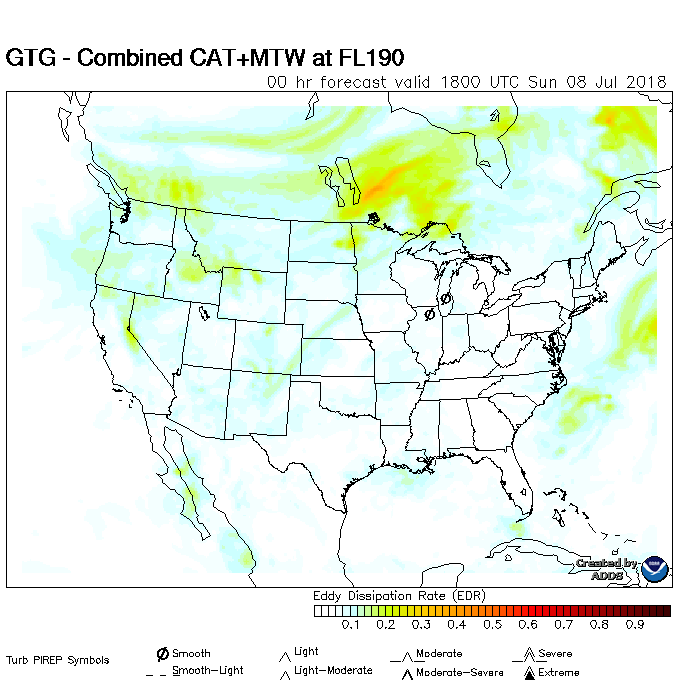 GTG - Combined CAT+MTW at FL190
00 hr forecast valid 1800 UTC Sun 08 Jul 2018
Created by
ADDS
Eddy Dissipation Rate (EDR)
0.1 0.2 0.3 0.4 0.5 0.6 0.7 0.8 0.9
Turb PIREP Symbols
Smooth Light Moderate Severe
Smooth-Light Light-Moderate Moderate-Severe Extreme